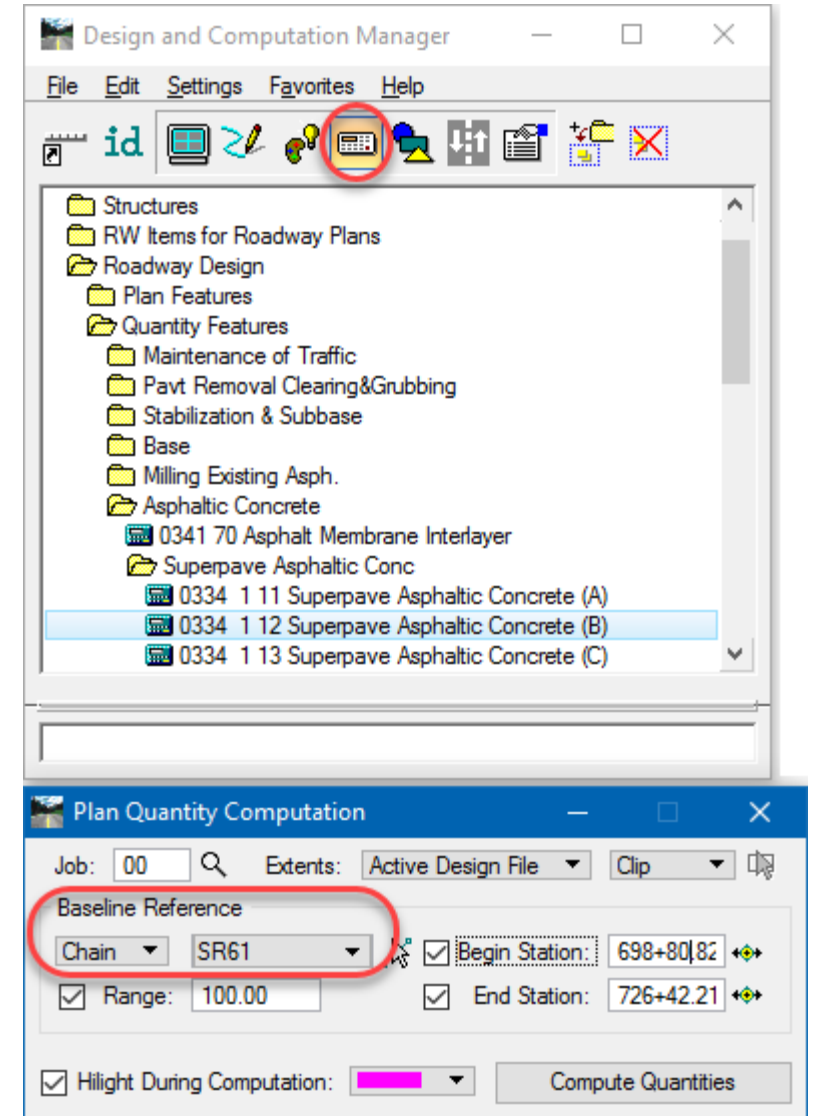 Design and Computation Manager
File Edit Settings Favorites Help
id
Structures
RW Items for Roadway Plans
Roadway Design
Plan Features
Quantity Features
Maintenance of Traffic
Pavt Removal Clearing&Grubbing
Stabilization & Subbase
Base
Milling Existing Asph.
Asphaltic Concrete
0341 70 Asphalt Membrane Interlayer
Superpave Asphaltic Conc
0334 1 11 Superpave Asphaltic Concrete (A)
0334 1 12 Superpave Asphaltic Concrete (B)
0334 1 13 Superpave Asphaltic Concrete (C)
Plan Quantity Computation
Job: 00 Extents: Active Design File Clip
Baseline Reference
Chain SR61 Begin Station: 698+80.82
Range: 100.00 End Station: 726+42.21
Hilight During Computation: Compute Quantities